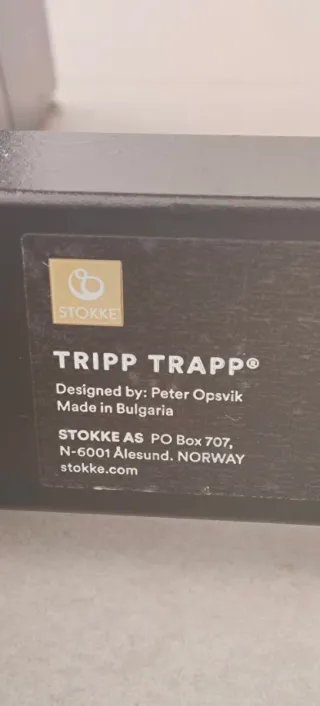 STOKKE
TRIPP TRAPP®
Designed by: Peter Opsvik
Made in Bulgaria
STOKKE AS PO Box 707,
N-6001 Ålesund. NORWAY
stokke.com